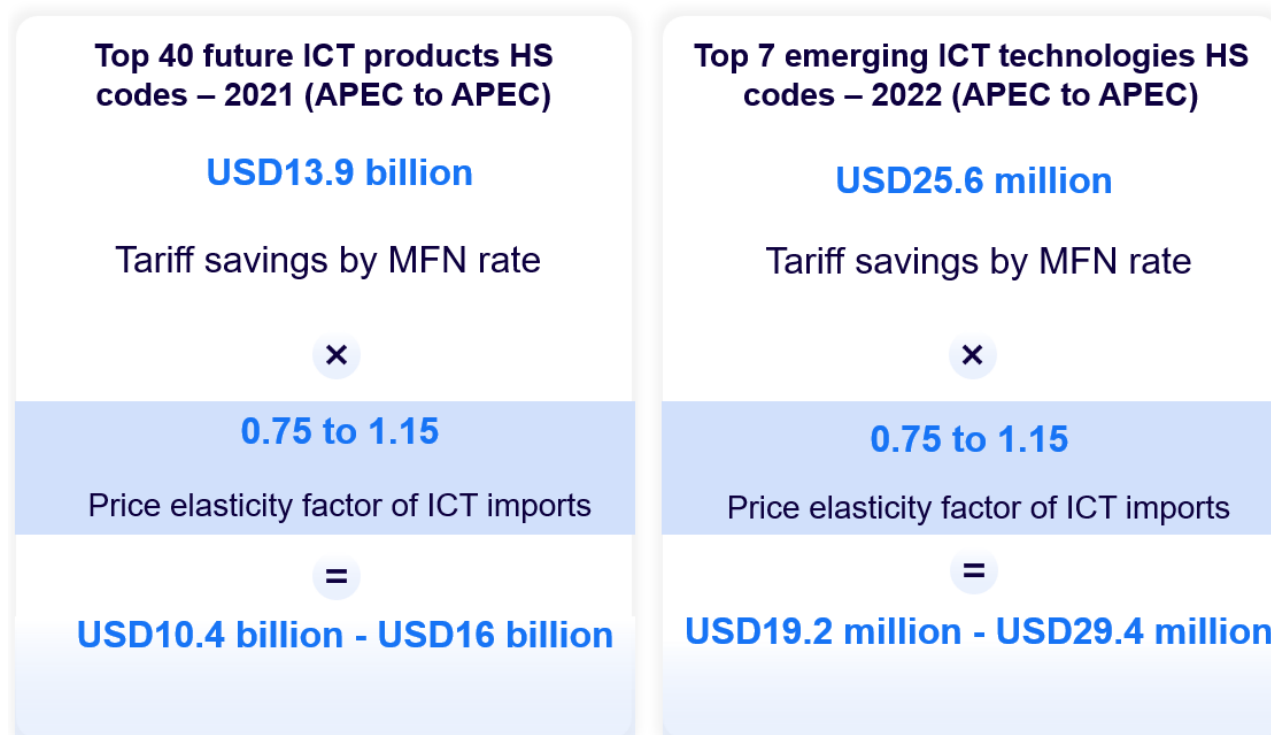 Top 40 future ICT products HS
codes – 2021 (APEC to APEC)
USD13.9 billion
Tariff savings by MFN rate
×
0.75 to 1.15
Price elasticity factor of ICT imports
=
USD10.4 billion - USD16 billion
Top 7 emerging ICT technologies HS
codes – 2022 (APEC to APEC)
USD25.6 million
Tariff savings by MFN rate
×
0.75 to 1.15
Price elasticity factor of ICT imports
=
USD19.2 million - USD29.4 million